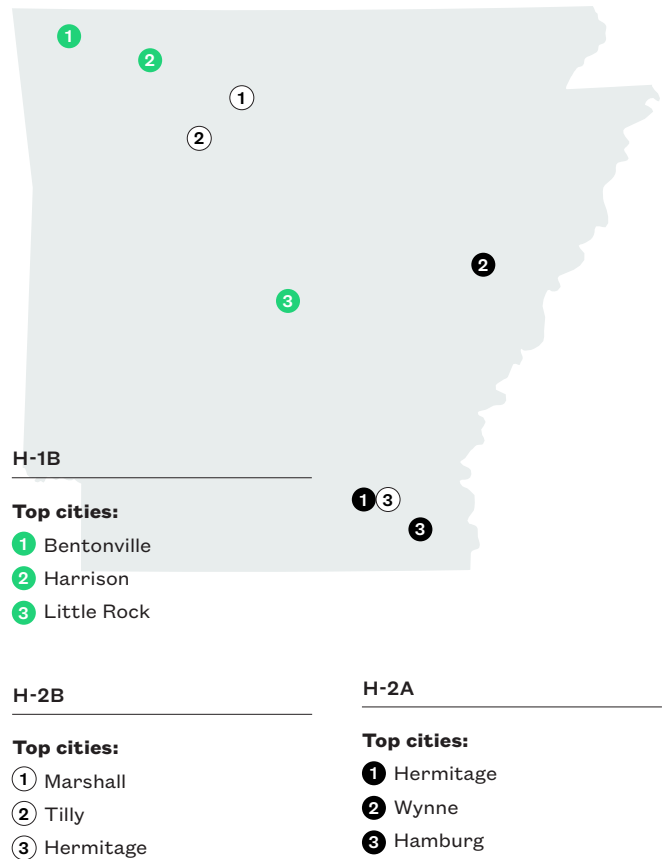 1
2
1
2
2
3
1 3
3
H-1B
Top cities:
1 Bentonville
2 Harrison
3 Little Rock
H-2B
Top cities:
1 Marshall
2 Tilly
3 Hermitage
H-2A
Top cities:
1 Hermitage
2 Wynne
3 Hamburg